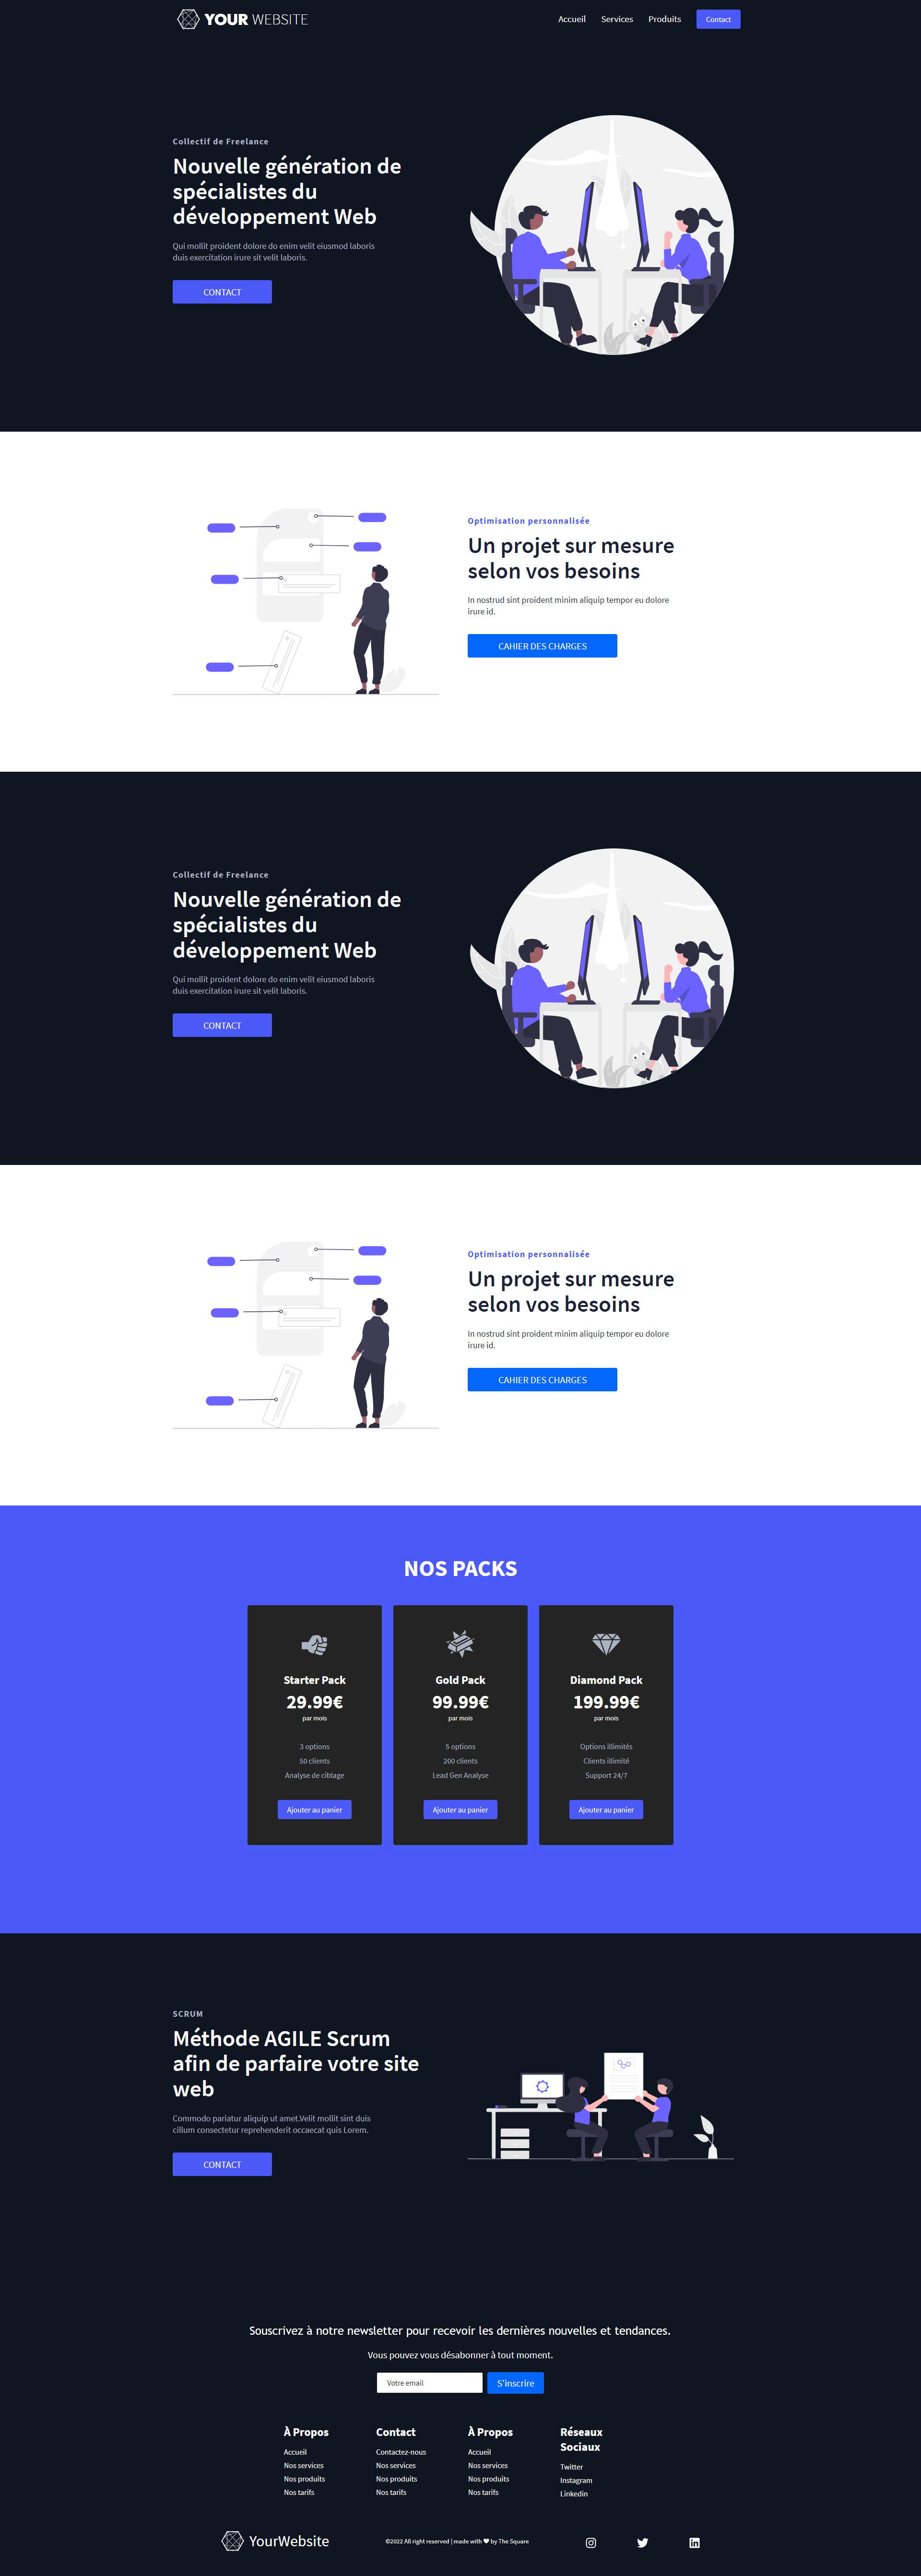 YOUR WEBSITE
Accueil Services Produits Contact
Collectif de Freelance
Nouvelle génération de
spécialistes du
développement Web
Qui mollit proident dolore do enim velit eiusmod laboris
duis exercitation irure sit velit laboris.
CONTACT
Optimisation personnalisée
Un projet sur mesure
selon vos besoins
In nostrud sint proident minim aliquip tempor eu dolore
irure id.
CAHIER DES CHARGES
Collectif de Freelance
Nouvelle génération de
spécialistes du
développement Web
Qui mollit proident dolore do enim velit eiusmod laboris
duis exercitation irure sit velit laboris.
CONTACT
Optimisation personnalisée
Un projet sur mesure
selon vos besoins
In nostrud sint proident minim aliquip tempor eu dolore
irure id.
CAHIER DES CHARGES
NOS PACKS
Starter Pack
29.99€
par mois
3 options
50 clients
Analyse de ciblage
Ajouter au panier
Gold Pack
99.99€
par mois
5 options
200 clients
Lead Gen Analyse
Ajouter au panier
Diamond Pack
199.99€
par mois
Options illimités
Clients illimité
Support 24/7
Ajouter au panier
SCRUM
Méthode AGILE Scrum
afin de parfaire votre site
web
Commodo pariatur aliquip ut amet.Velit mollit sint duis
cillum consectetur reprehenderit occaecat quis Lorem.
CONTACT
Souscrivez à notre newsletter pour recevoir les dernières nouvelles et tendances.
Vous pouvez vous désabonner à tout moment.
Votre email
S'inscrire
À Propos
Accueil
Nos services
Nos produits
Nos tarifs
Contact
Contactez-nous
Nos services
Nos produits
Nos tarifs
À Propos
Accueil
Nos services
Nos produits
Nos tarifs
Réseaux
Sociaux
Twitter
Instagram
Linkedin
YourWebsite
©2022 All right reserved | made with ❤ by The Square